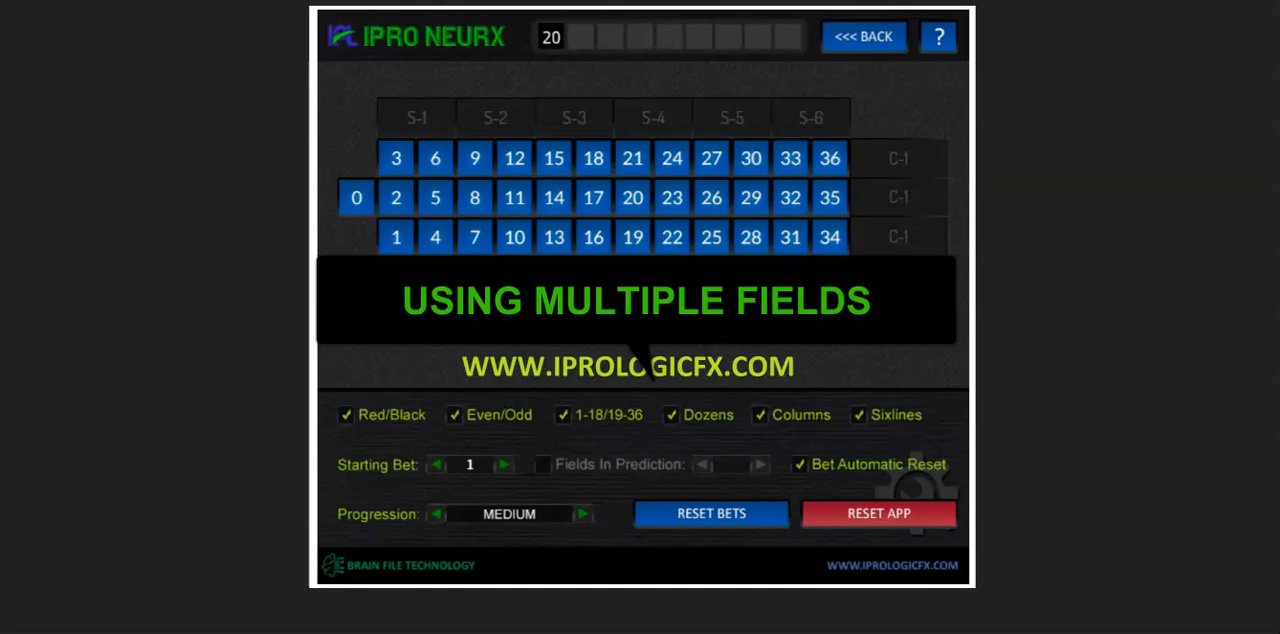 IPRO NEURX 20 <<< BACK ?
S-1 S-2 S-3 S-4 S-5 S-6
3 6 9 12 15 18 21 24 27 30 33 36 C-1
0 2 5 8 11 14 17 20 23 26 29 32 35 C-1
1 4 7 10 13 16 19 22 25 28 31 34 C-1
USING MULTIPLE FIELDS
WWW.IPROLOGICFX.COM
Red/Black Even/Odd 1-18/19-36 Dozens Columns Sixlines
Starting Bet: 1 Fields In Prediction: Bet Automatic Reset
Progression: MEDIUM RESET BETS RESET APP
BRAIN FILE TECHNOLOGY WWW.IPROLOGICFX.COM